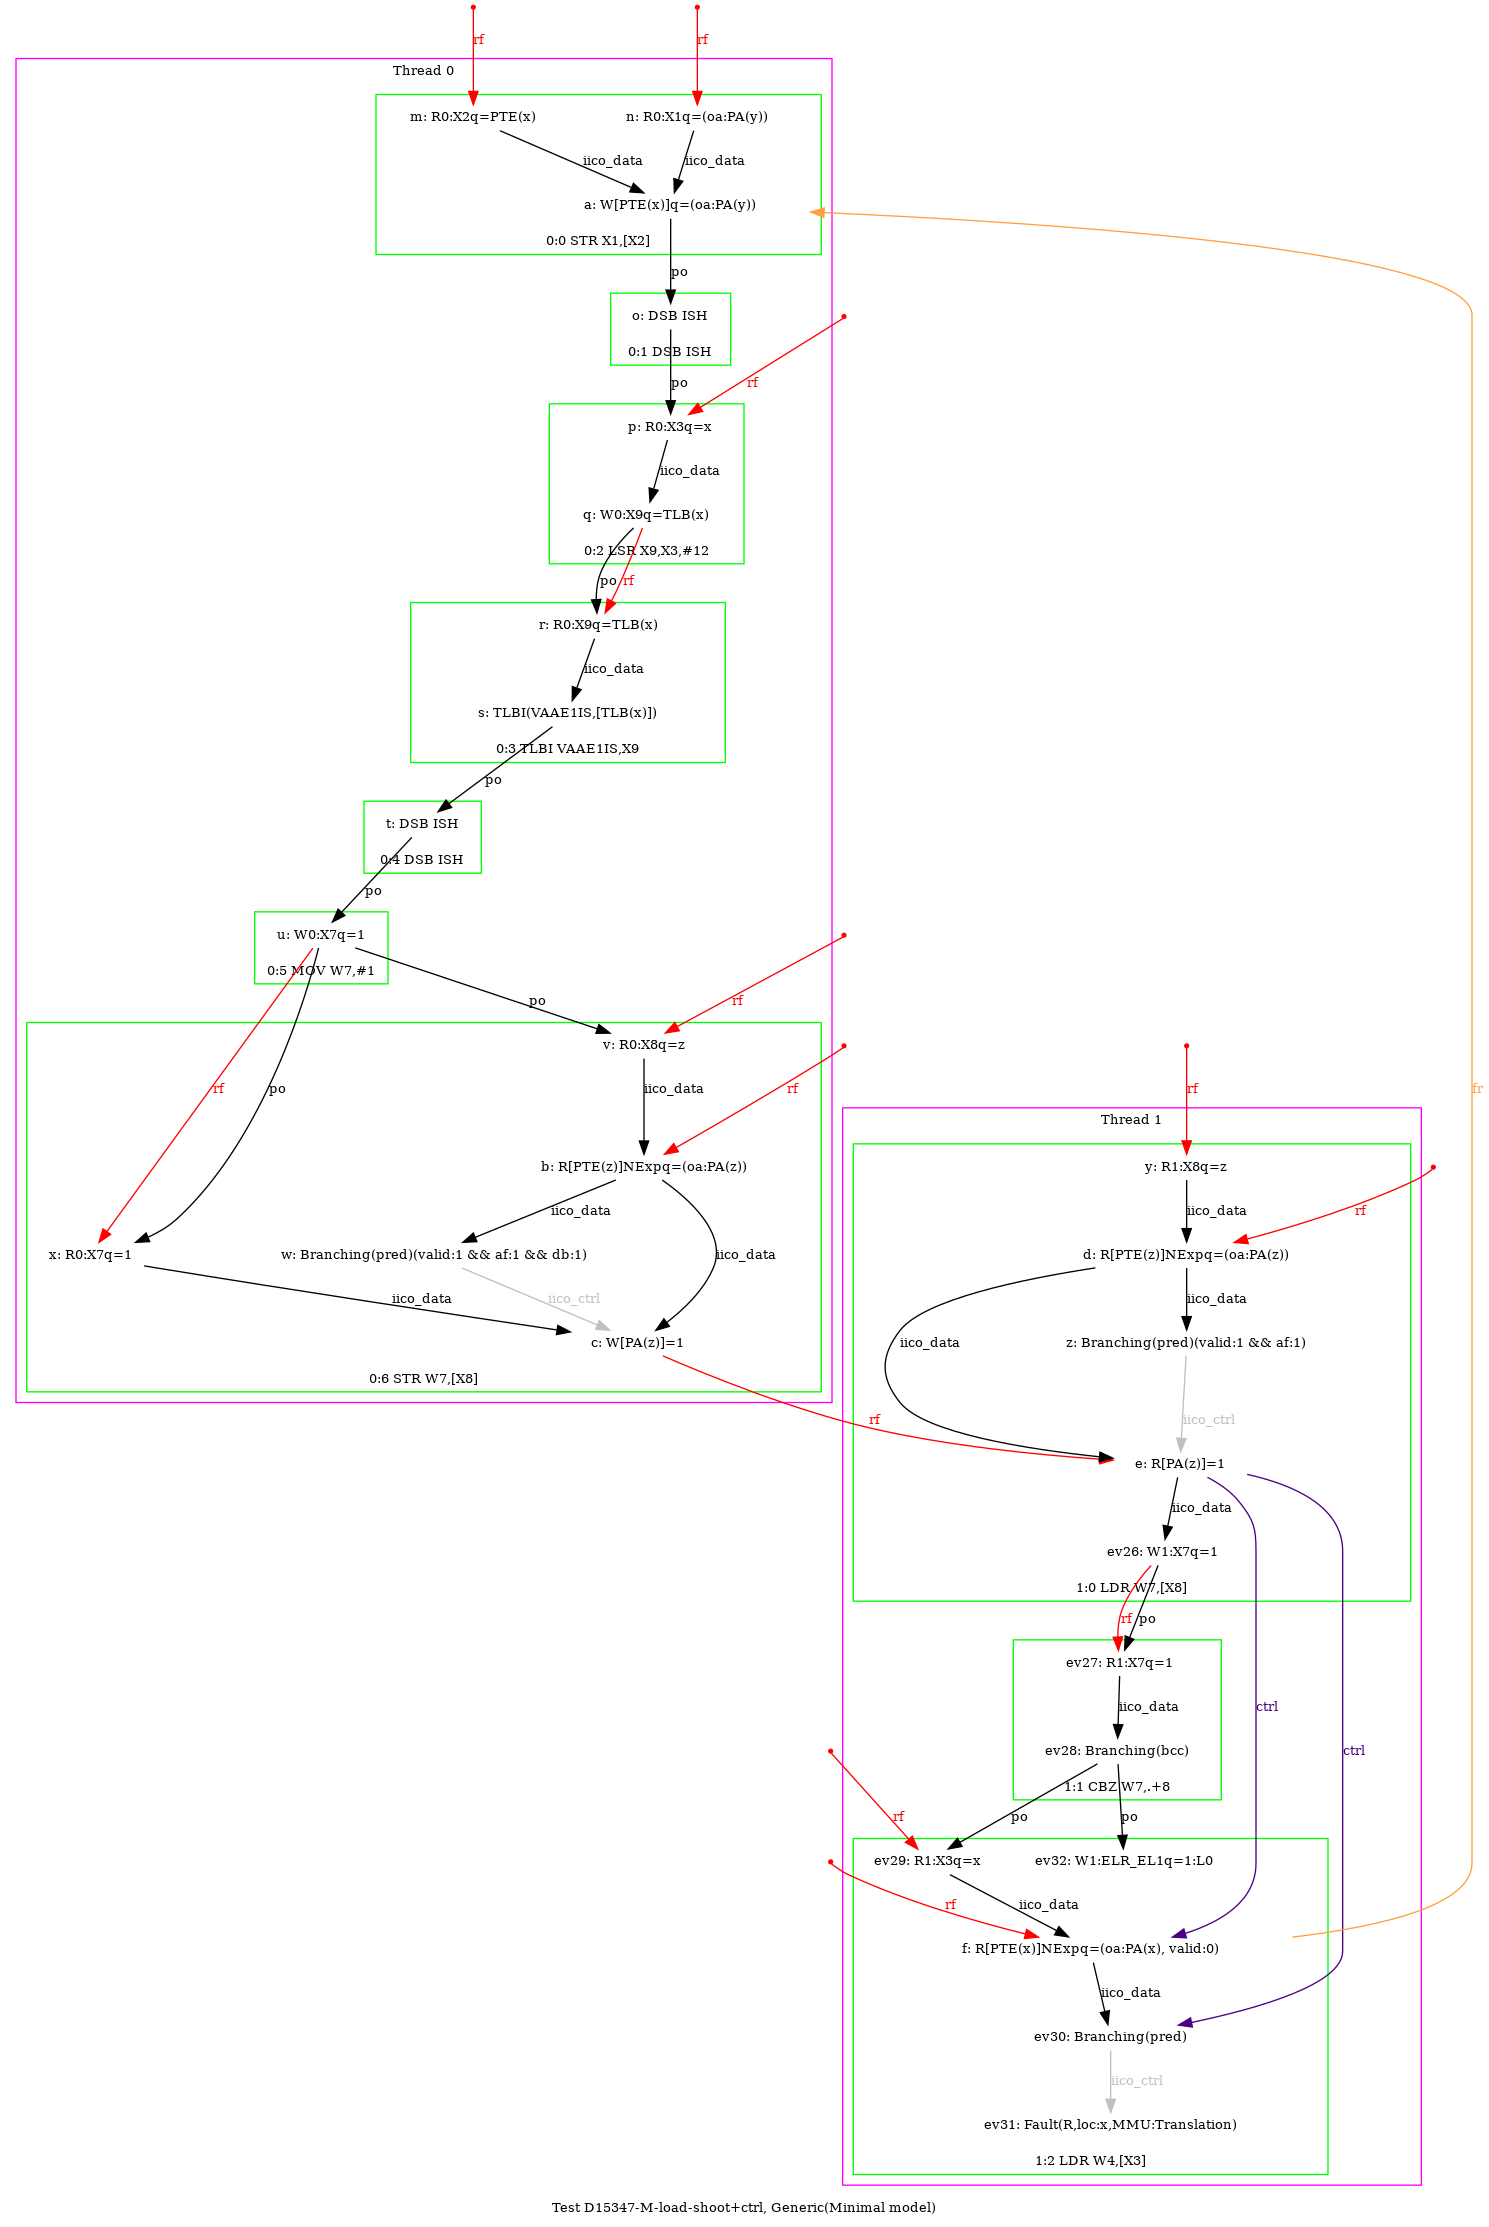 rf
rf
Thread 0
m: R0:X2q=PTE(x)
n: R0:X1q=(oa:PA(y))
iico_data
iico_data
a: W[PTE(x)]q=(oa:PA(y))
0:0 STR X1,[X2]
po
o: DSB ISH
0:1 DSB ISH
po
rf
p: R0:X3q=x
iico_data
q: W0:X9q=TLB(x)
0:2 LSR X9,X3,#12
po
rf
r: R0:X9q=TLB(x)
iico_data
s: TLBI(VAAE1IS,[TLB(x)])
0:3 TLBI VAAE1IS,X9
po
t: DSB ISH
0:4 DSB ISH
po
u: W0:X7q=1
0:5 MOV W7,#1
po
rf
v: R0:X8q=z
rf
po
iico_data
rf
rf
fr
Thread 1
b: R[PTE(z)]NExpq=(oa:PA(z))
y: R1:X8q=z
iico_data
iico_data
rf
x: R0:X7q=1
w: Branching(pred)(valid:1 && af:1 && db:1)
iico_data
d: R[PTE(z)]NExpq=(oa:PA(z))
iico_data
iico_ctrl
iico_data
c: W[PA(z)]=1
iico_data
z: Branching(pred)(valid:1 && af:1)
0:6 STR W7,[X8]
rf
iico_ctrl
e: R[PA(z)]=1
iico_data
ev26: W1:X7q=1
1:0 LDR W7,[X8]
rf
po
ev27: R1:X7q=1
iico_data
ctrl
ev28: Branching(bcc)
ctrl
1:1 CBZ W7,.+8
rf
po
po
ev29: R1:X3q=x
ev32: W1:ELR_EL1q=1:L0
rf
iico_data
f: R[PTE(x)]NExpq=(oa:PA(x), valid:0)
iico_data
ev30: Branching(pred)
iico_ctrl
ev31: Fault(R,loc:x,MMU:Translation)
1:2 LDR W4,[X3]
Test D15347-M-load-shoot+ctrl, Generic(Minimal model)